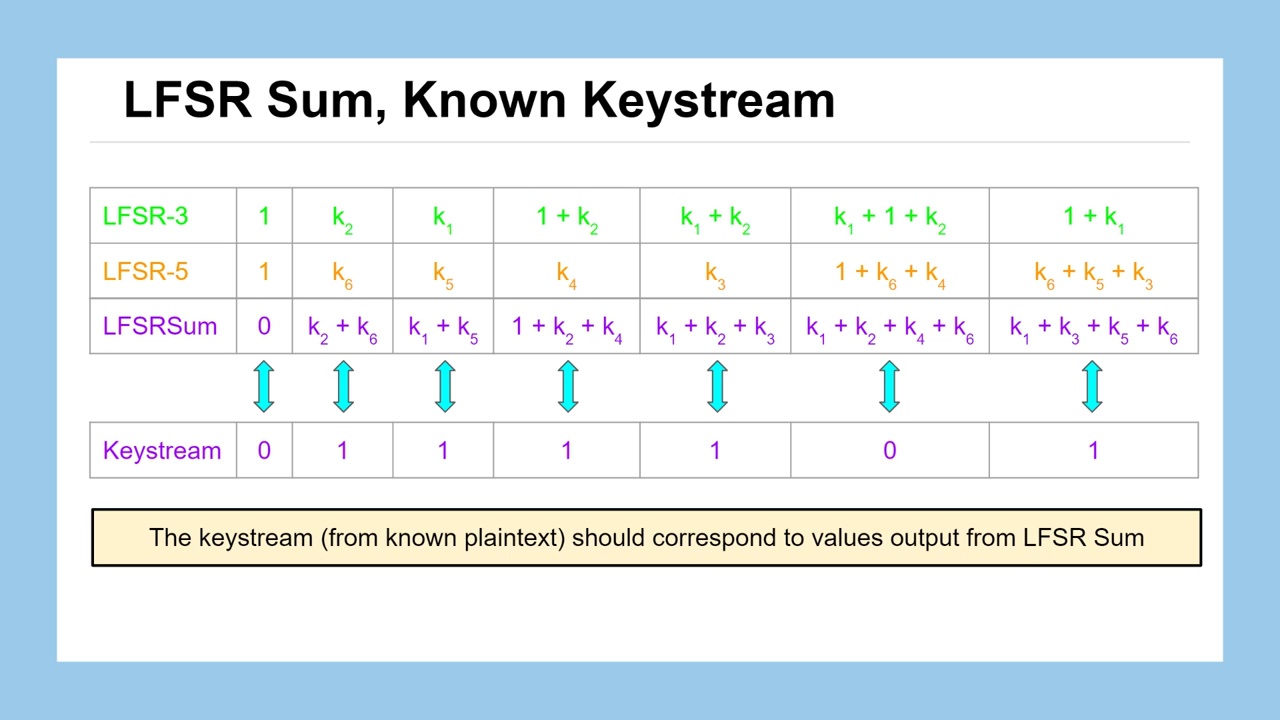 LFSR Sum, Known Keystream
LFSR-3 1 k₂ k₁ 1 + k₂ k₁ + k₂ k₁ + 1 + k₂ 1 + k₁
LFSR-5 1 k₆ k₅ k₄ k₃ 1 + k₆ + k₄ k₆ + k₅ + k₃
LFSRSum 0 k₂ + k₆ k₁ + k₅ 1 + k₂ + k₄ k₁ + k₂ + k₃ k₁ + k₂ + k₄ + k₆ k₁ + k₃ + k₅ + k₆
Keystream 0 1 1 1 1 0 1
The keystream (from known plaintext) should correspond to values output from LFSR Sum